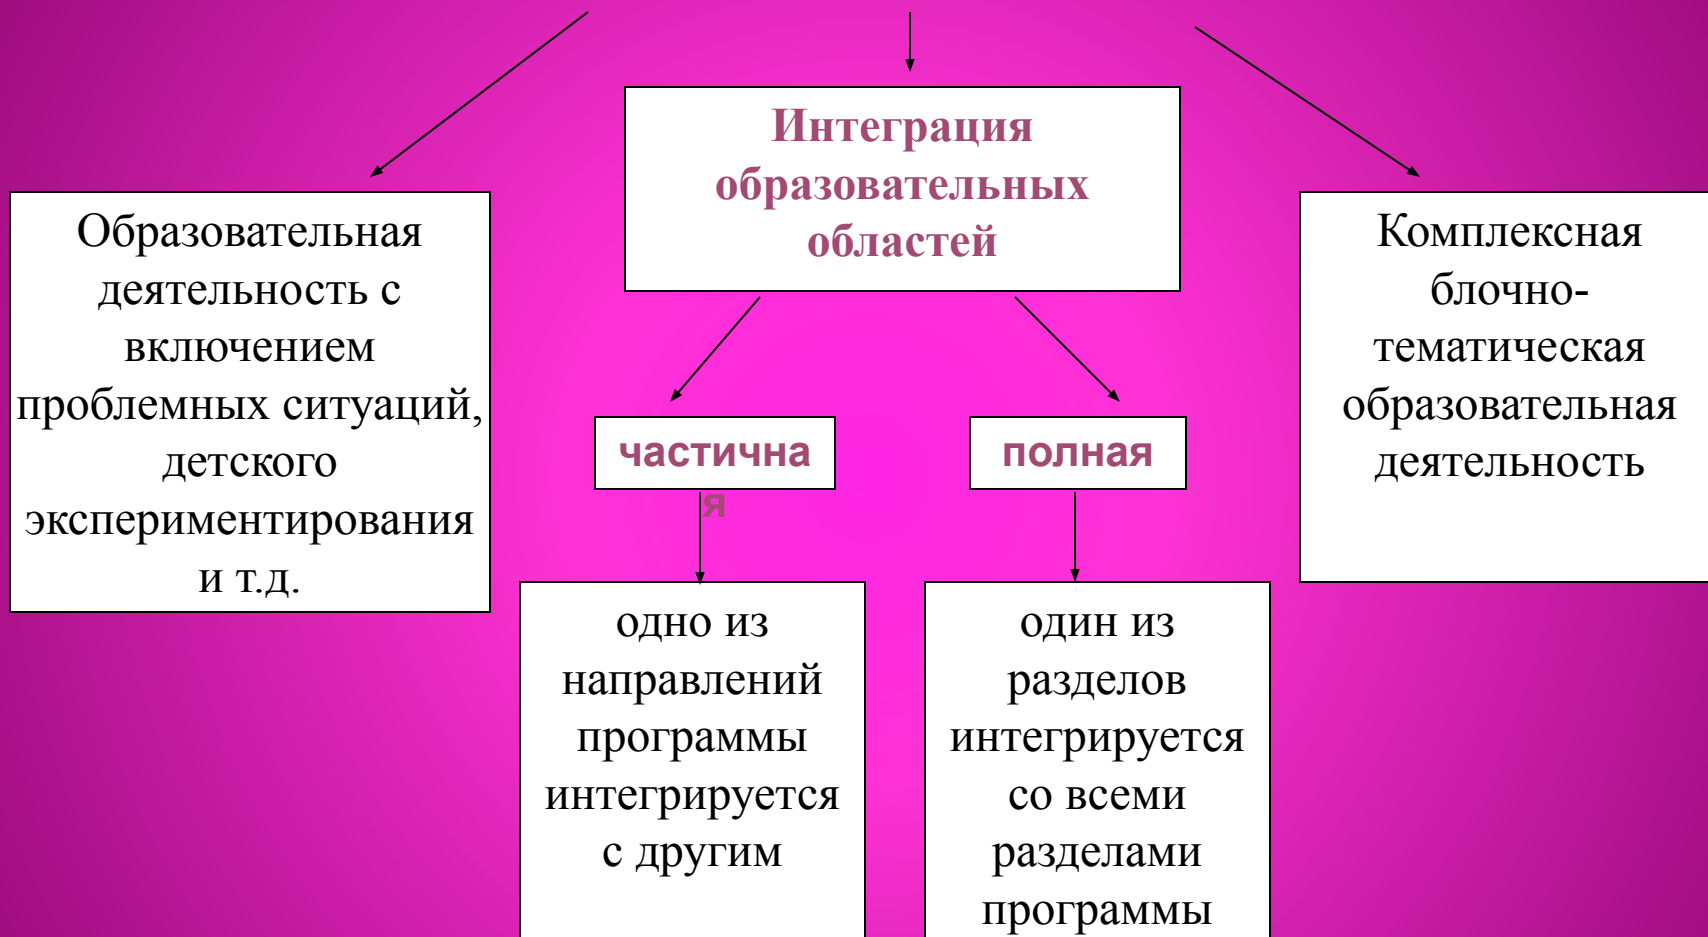 Интеграция
образовательных
областей
Образовательная
деятельность с
включением
проблемных ситуаций,
детского
экспериментирования
и т.д.
Комплексная
блочно-
тематическая
образовательная
деятельность
частична
я
полная
одно из
направлений
программы
интегрируется
с другим
один из
разделов
интегрируется
со всеми
разделами
программы